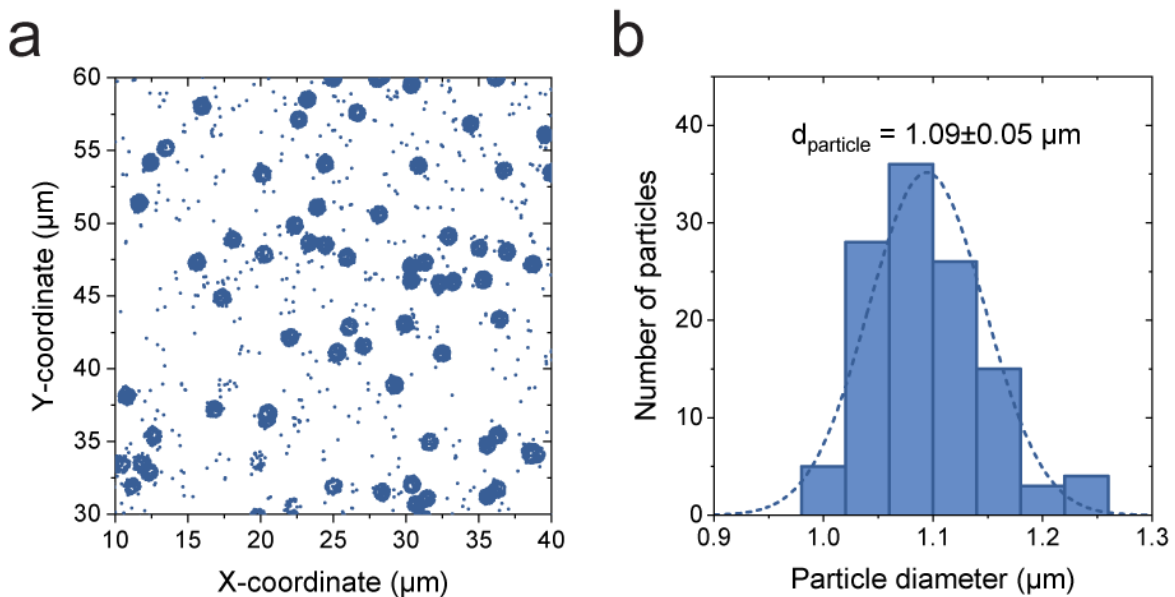 a
60
55
50
45
40
35
30
Y-coordinate (µm)
10 15 20 25 30 35 40
X-coordinate (µm)
b
40
30
20
10
0
Number of particles
dparticle = 1.09±0.05 µm
0.9 1.0 1.1 1.2 1.3
Particle diameter (µm)